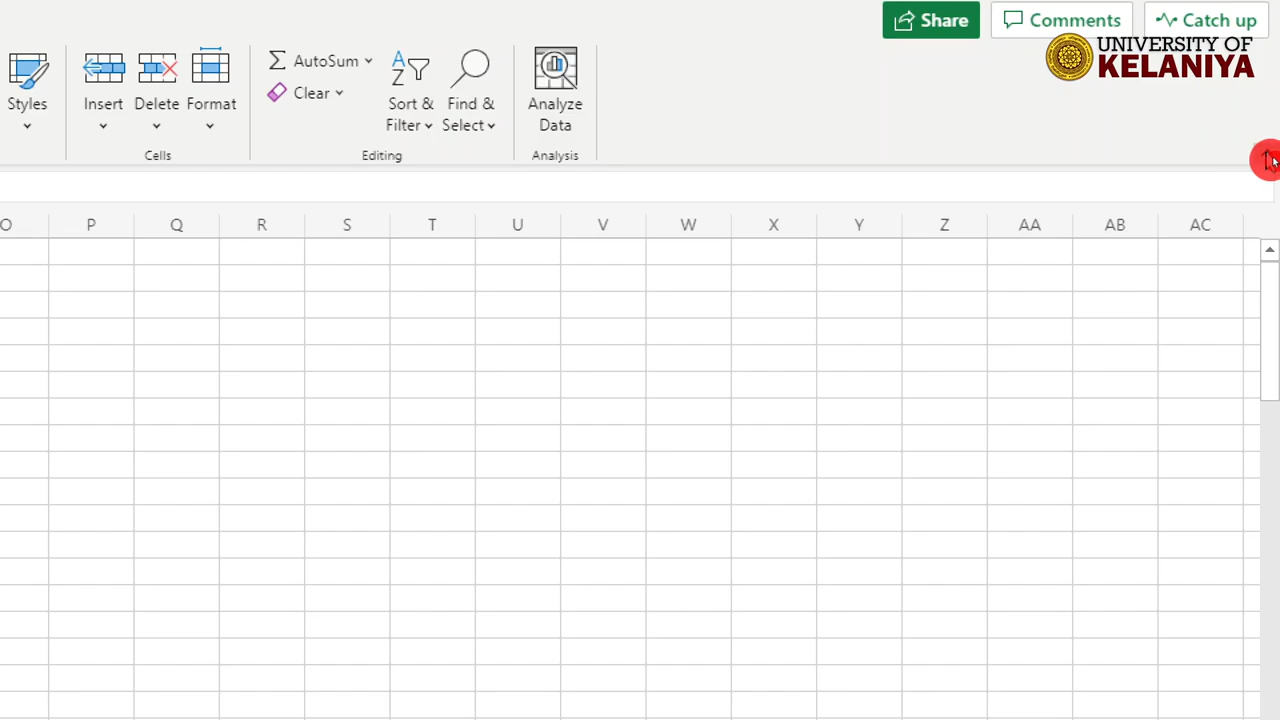 Share Comments Catch up
UNIVERSITY OF
KELANIYA
Styles Insert Delete Format AutoSum Clear Sort & Filter Find & Select Analyze Data
Cells Editing Analysis
O P Q R S T U V W X Y Z AA AB AC